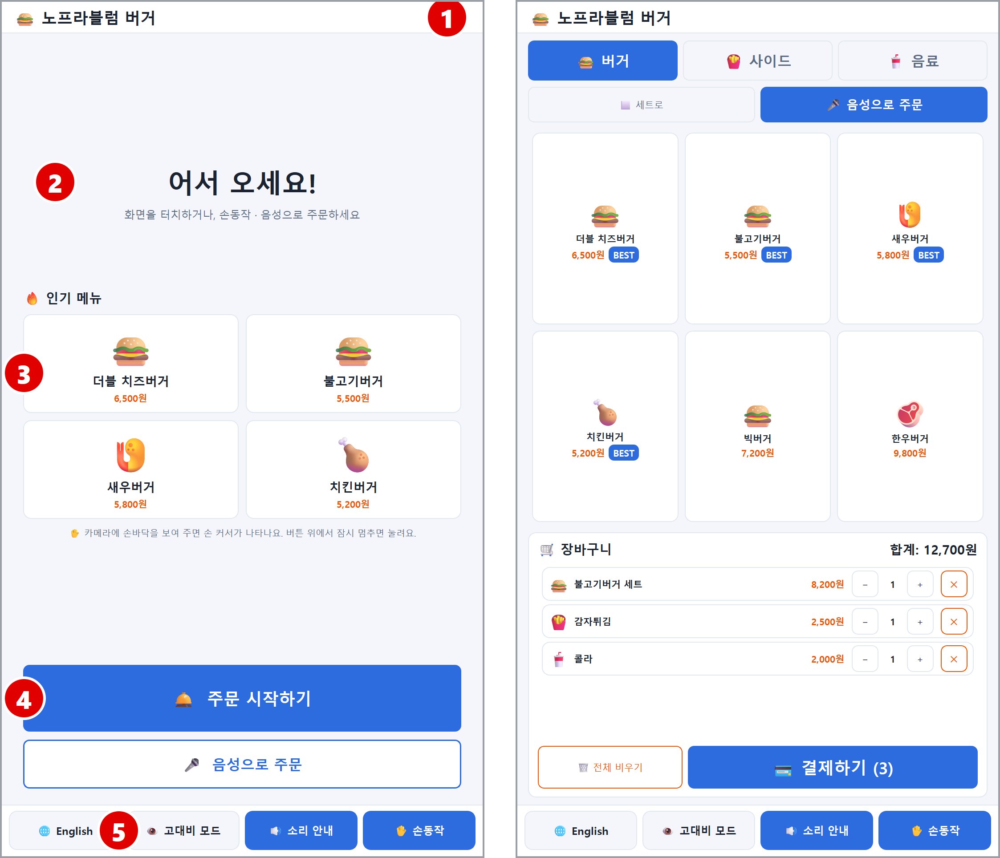 노프라블럼 버거
1
2
어서 오세요!
화면을 터치하거나, 손동작 · 음성으로 주문하세요
인기 메뉴
3
더블 치즈버거
6,500원
불고기버거
5,500원
새우버거
5,800원
치킨버거
5,200원
카메라에 손바닥을 보여 주면 손 커서가 나타나요. 버튼 위에서 잠시 멈추면 눌려요.
4
주문 시작하기
음성으로 주문
English
5
고대비 모드
소리 안내
손동작
노프라블럼 버거
버거
사이드
음료
세트로
음성으로 주문
더블 치즈버거
6,500원 BEST
불고기버거
5,500원 BEST
새우버거
5,800원 BEST
치킨버거
5,200원 BEST
빅버거
7,200원
한우버거
9,800원
장바구니
합계: 12,700원
불고기버거 세트 8,200원 − 1 + ×
감자튀김 2,500원 − 1 + ×
콜라 2,000원 − 1 + ×
전체 비우기
결제하기 (3)
English
고대비 모드
소리 안내
손동작